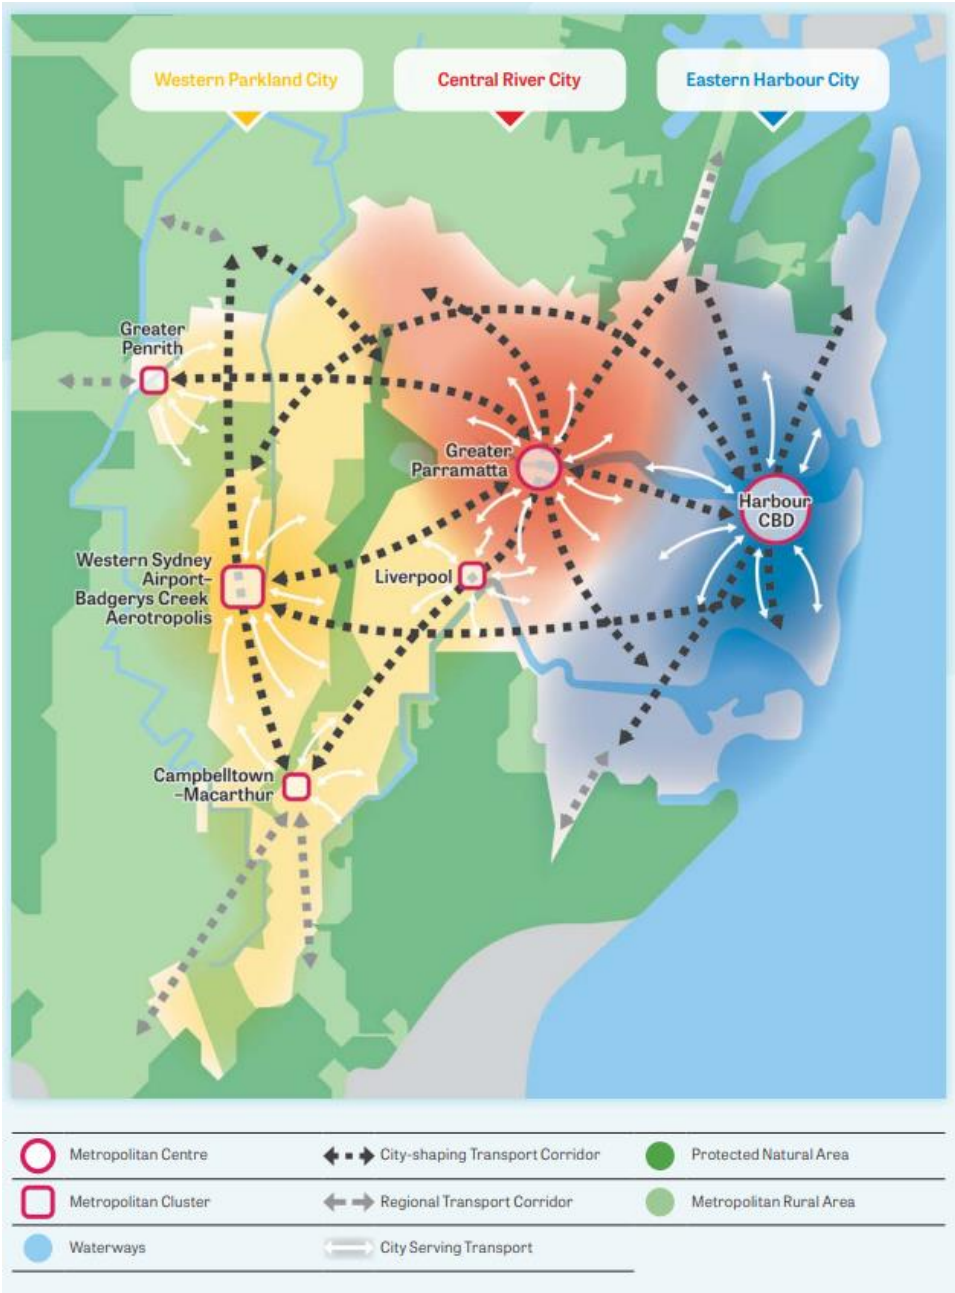 Western Parkland City
Central River City
Eastern Harbour City
Greater
Penrith
Greater
Parramatta
Harbour
CBD
Western Sydney
Airport–
Badgerys Creek
Aerotropolis
Liverpool
Campbelltown
–Macarthur
Metropolitan Centre
City-shaping Transport Corridor
Protected Natural Area
Metropolitan Cluster
Regional Transport Corridor
Metropolitan Rural Area
Waterways
City Serving Transport